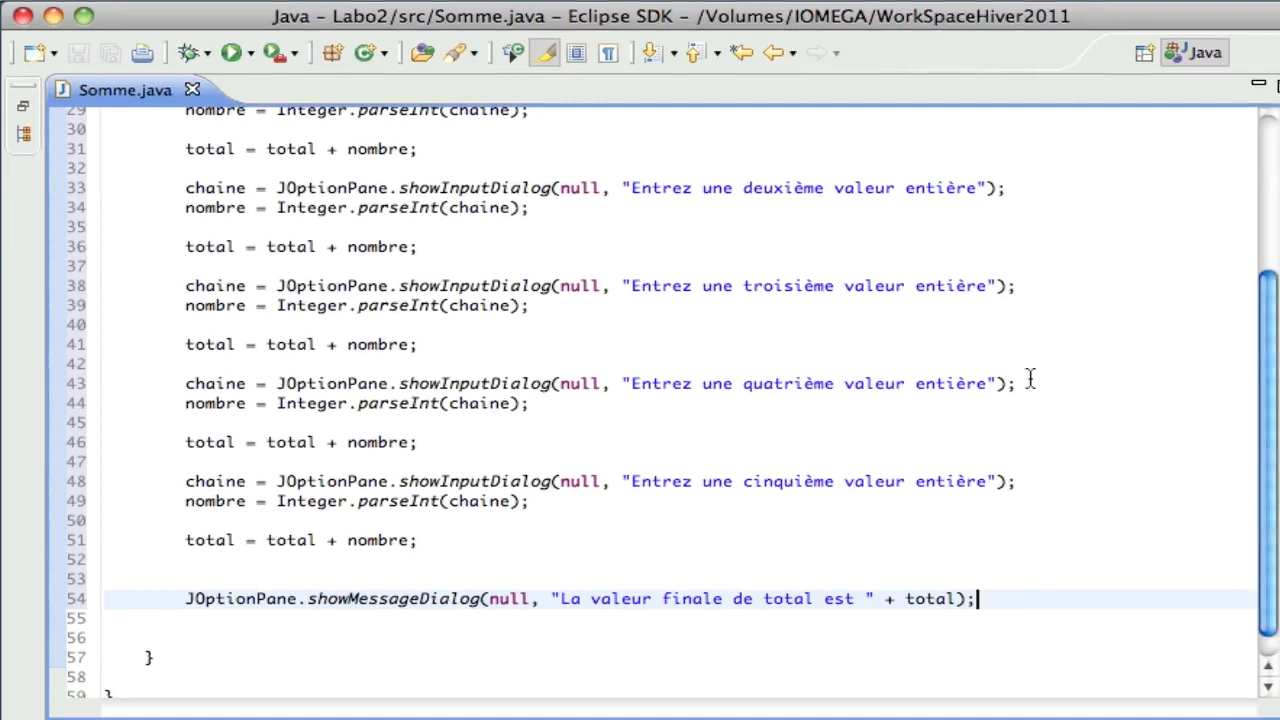 Java - Labo2/src/Somme.java - Eclipse SDK - /Volumes/IOMEGA/WorkSpaceHiver2011
Java
Somme.java
29 nombre = Integer.parseInt(chaine);
30
31 total = total + nombre;
32
33 chaine = JOptionPane.showInputDialog(null, "Entrez une deuxième valeur entière");
34 nombre = Integer.parseInt(chaine);
35
36 total = total + nombre;
37
38 chaine = JOptionPane.showInputDialog(null, "Entrez une troisième valeur entière");
39 nombre = Integer.parseInt(chaine);
40
41 total = total + nombre;
42
43 chaine = JOptionPane.showInputDialog(null, "Entrez une quatrième valeur entière");
44 nombre = Integer.parseInt(chaine);
45
46 total = total + nombre;
47
48 chaine = JOptionPane.showInputDialog(null, "Entrez une cinquième valeur entière");
49 nombre = Integer.parseInt(chaine);
50
51 total = total + nombre;
52
53
54 JOptionPane.showMessageDialog(null, "La valeur finale de total est " + total);
55
56
57 }
58
59 }